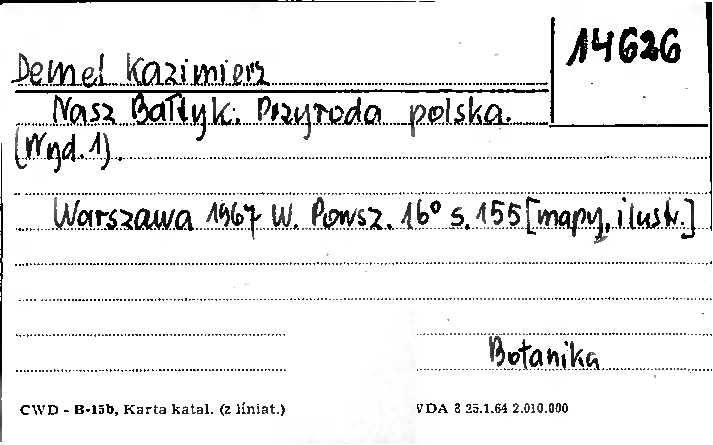 14626
Demel Kazimierz
Nasz Bałtyk. Przyroda polska.
(Wyd. 1).
Warszawa 1967 W. Powsz. 16° s. 155 [mapy, ilustr.]
Botanika
CWD - B-15b, Karta katal. (z liniat.)
VDA 3 25.1.64 2.010.000